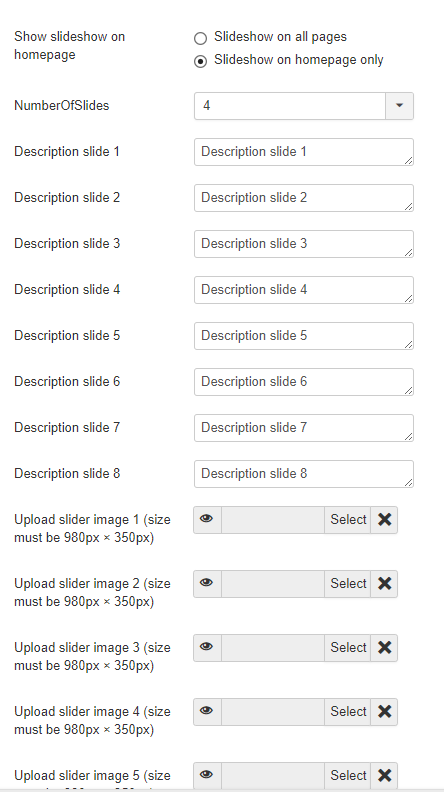 Show slideshow on
homepage
Slideshow on all pages
Slideshow on homepage only
NumberOfSlides
4
Description slide 1
Description slide 1
Description slide 2
Description slide 2
Description slide 3
Description slide 3
Description slide 4
Description slide 4
Description slide 5
Description slide 5
Description slide 6
Description slide 6
Description slide 7
Description slide 7
Description slide 8
Description slide 8
Upload slider image 1 (size
must be 980px × 350px)
Select
Upload slider image 2 (size
must be 980px × 350px)
Select
Upload slider image 3 (size
must be 980px × 350px)
Select
Upload slider image 4 (size
must be 980px × 350px)
Select
Upload slider image 5 (size
Select